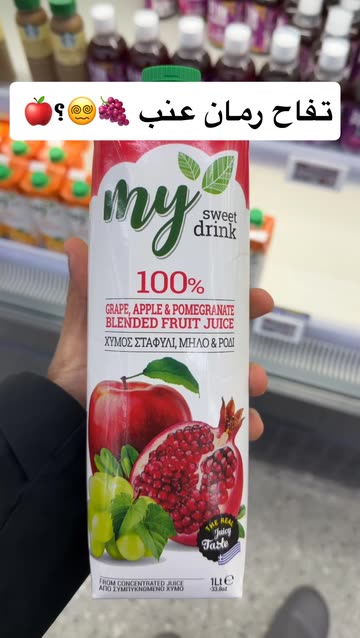 تفاح رمان عنب 🍇😵‍💫؟🍎
my
sweet
drink
100%
GRAPE, APPLE & POMEGRANATE
BLENDED FRUIT JUICE
ΧΥΜΟΣ ΣΤΑΦΥΛΙ, ΜΗΛΟ & ΡΟΔΙ
THE REAL
Juicy
Taste
FROM CONCENTRATED JUICE
ΑΠΟ ΣΥΜΠΥΚΝΩΜΕΝΟ ΧΥΜΟ
1Lt e
-33.8oz